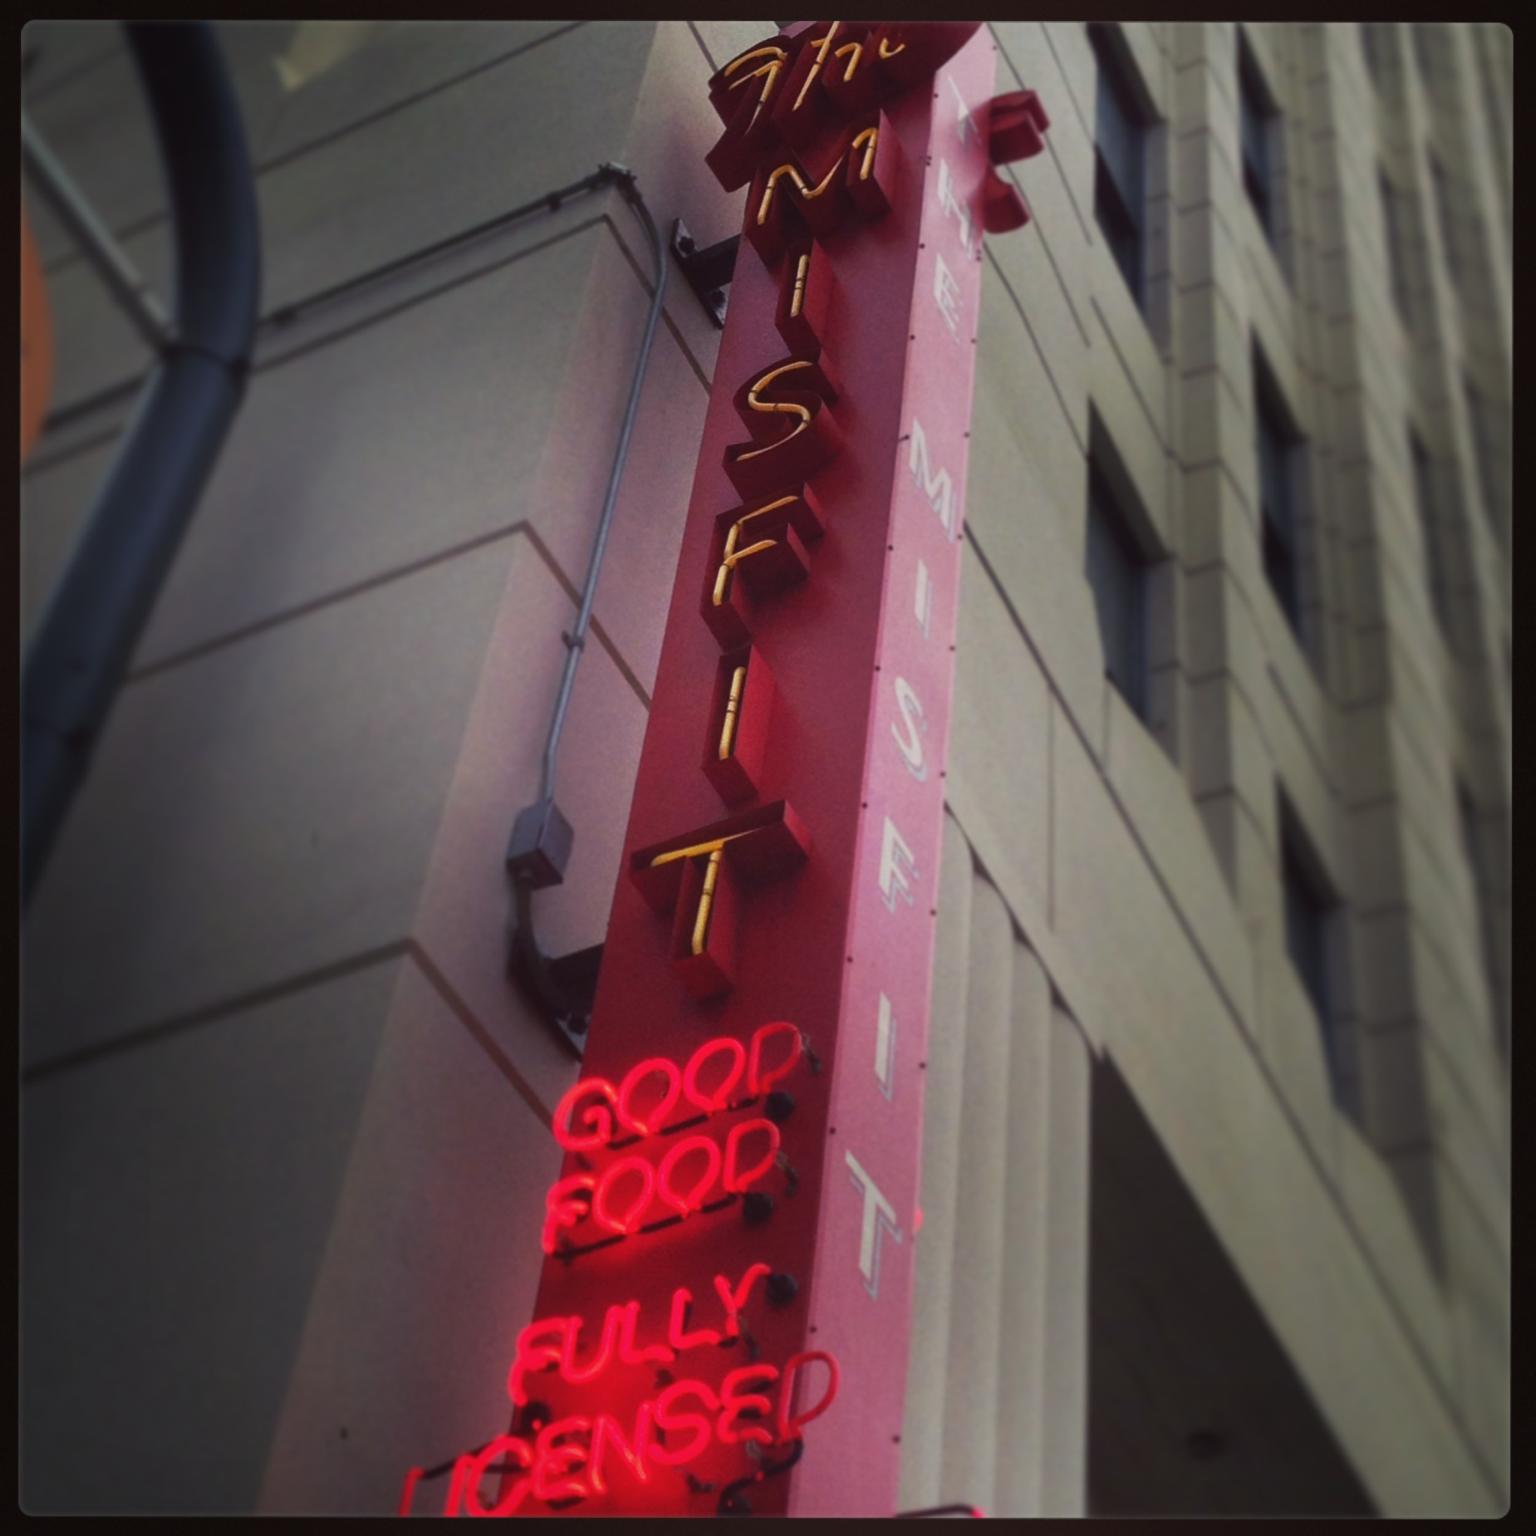 The
MISFIT
GOOD
FOOD
FULLY
LICENSED
THE MISFIT